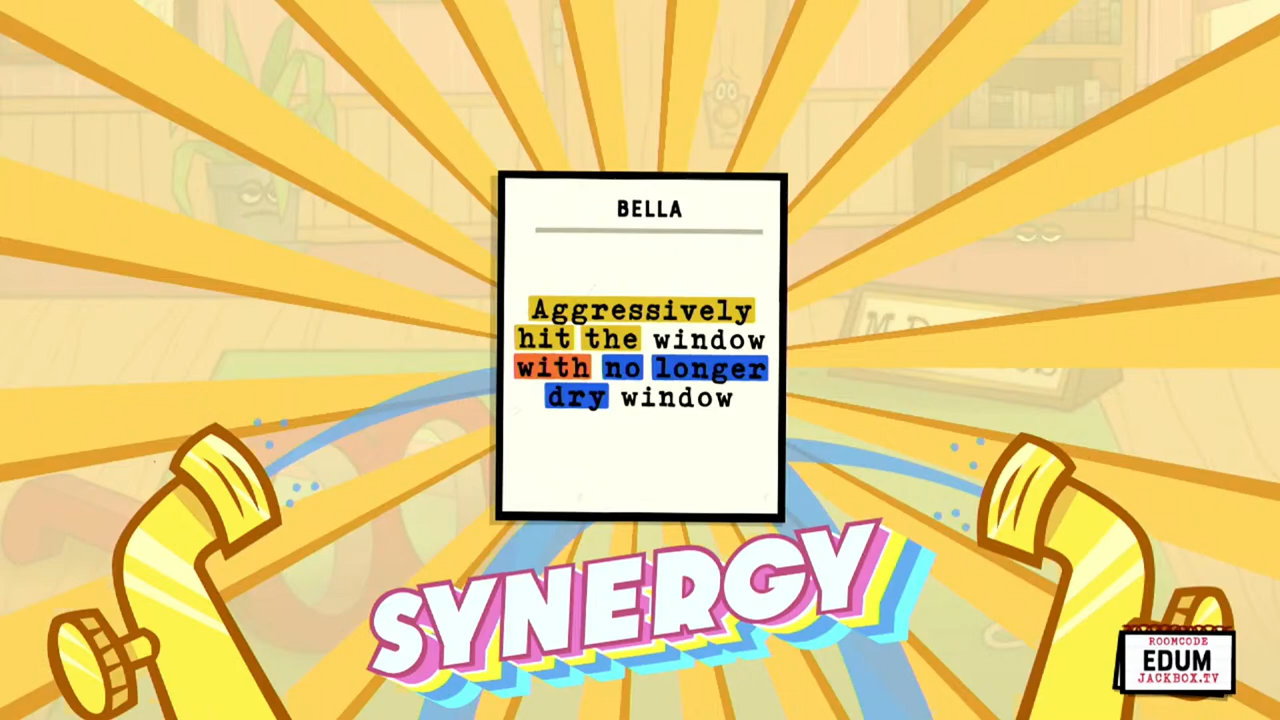 BELLA
Aggressively
hit the window
with no longer
dry window
SYNERGY
ROOMCODE
EDUM
JACKBOX.TV